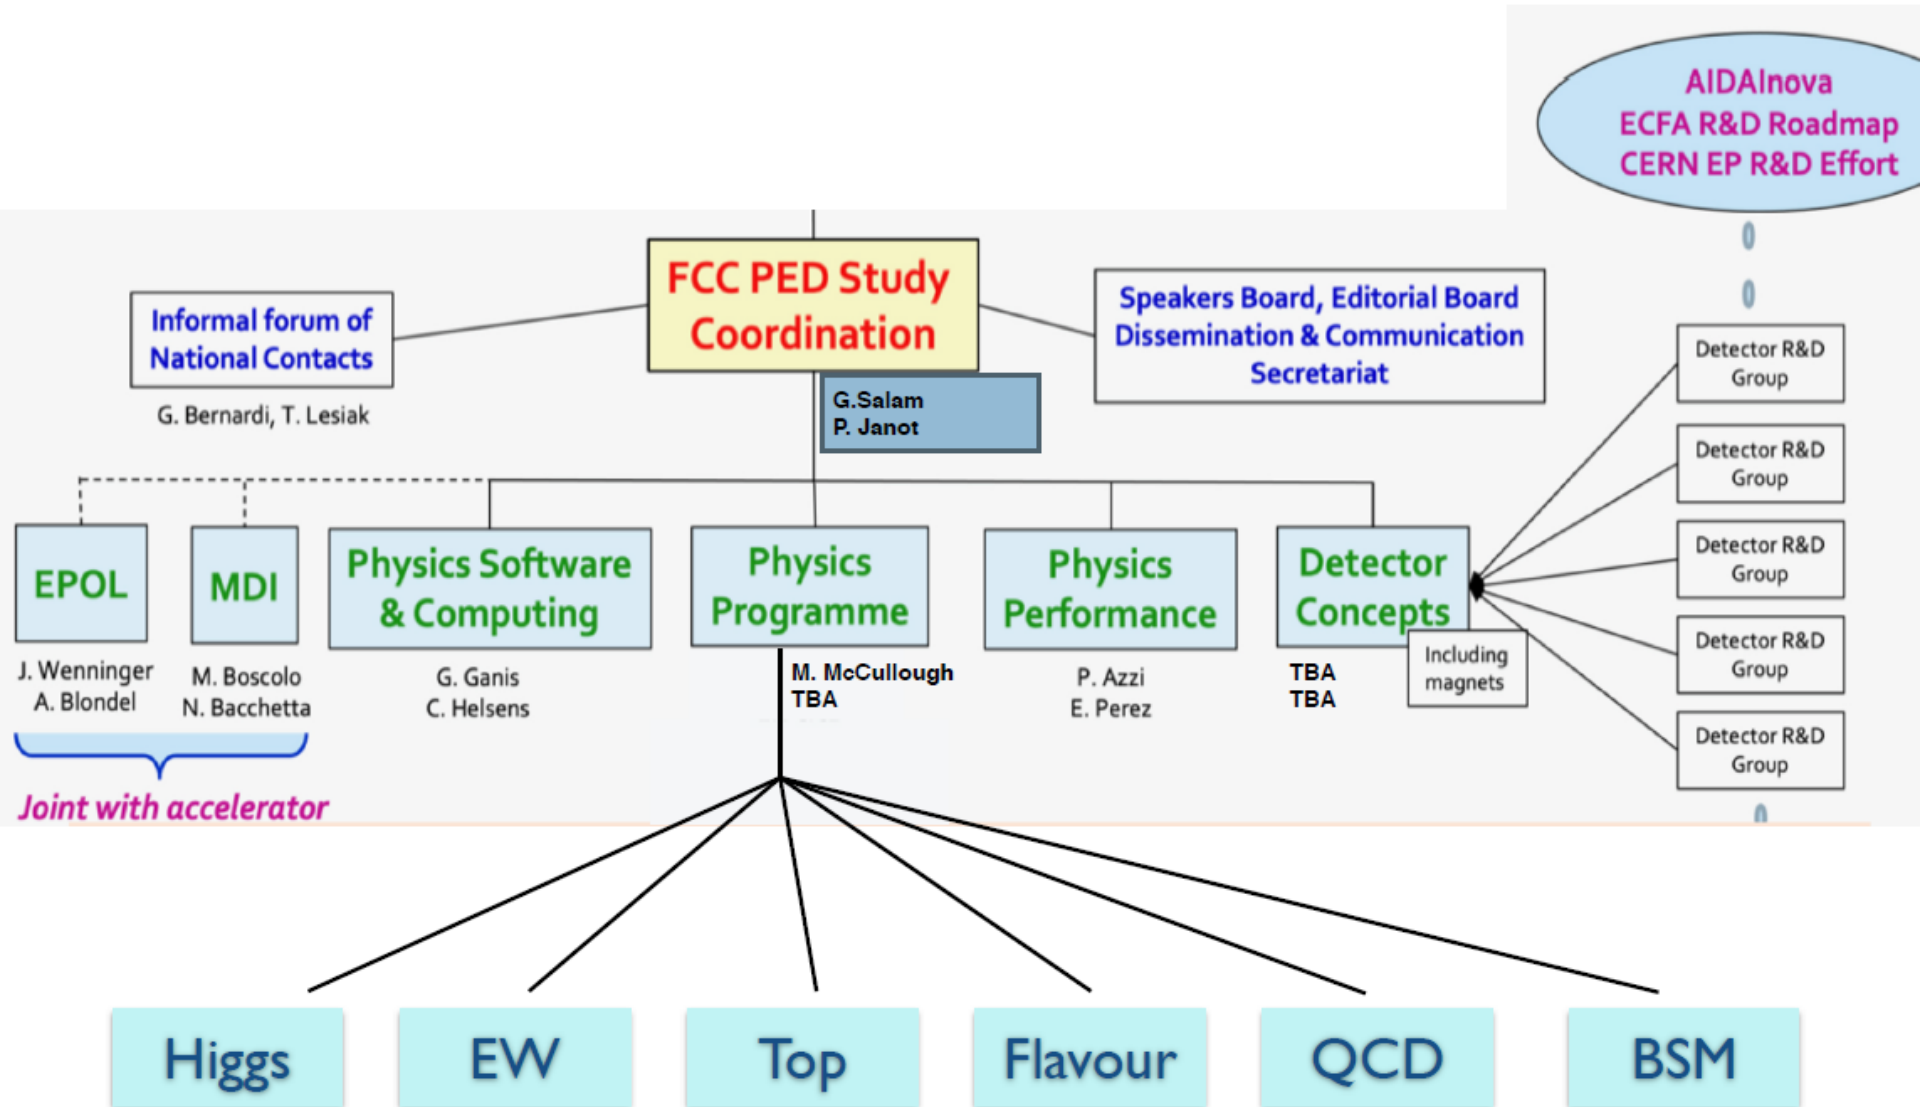 AIDAInova
ECFA R&D Roadmap
CERN EP R&D Effort
FCC PED Study
Coordination
Informal forum of
National Contacts
G. Bernardi, T. Lesiak
Speakers Board, Editorial Board
Dissemination & Communication
Secretariat
G.Salam
P. Janot
Detector R&D
Group
Detector R&D
Group
Detector R&D
Group
Detector R&D
Group
Detector R&D
Group
EPOL
J. Wenninger
A. Blondel
MDI
M. Boscolo
N. Bacchetta
Joint with accelerator
Physics Software
& Computing
G. Ganis
C. Helsens
Physics
Programme
M. McCullough
TBA
Physics
Performance
P. Azzi
E. Perez
Detector
Concepts
TBA
TBA
Including
magnets
Higgs
EW
Top
Flavour
QCD
BSM